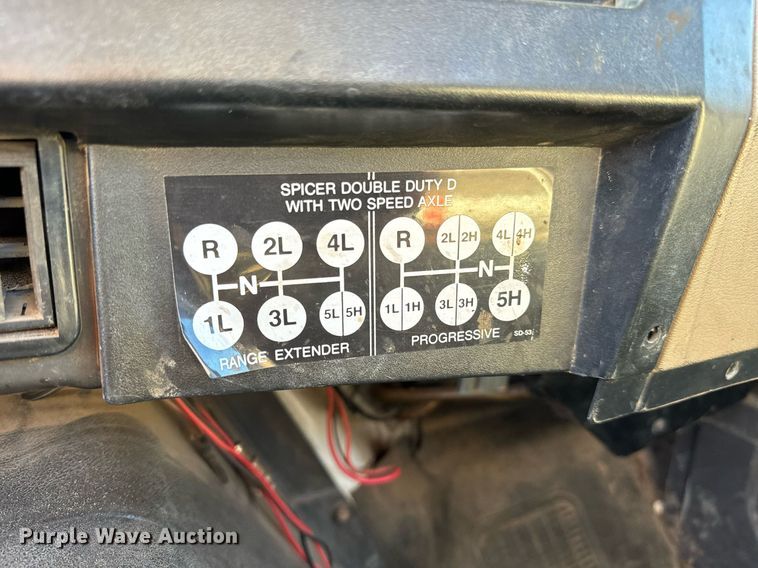 SPICER DOUBLE DUTY D
WITH TWO SPEED AXLE
R 2L 4L
N
1L 3L 5L 5H
RANGE EXTENDER
R 2L 2H 4L 4H
N
1L 1H 3L 3H 5H
PROGRESSIVE
SD-53
Purple Wave Auction